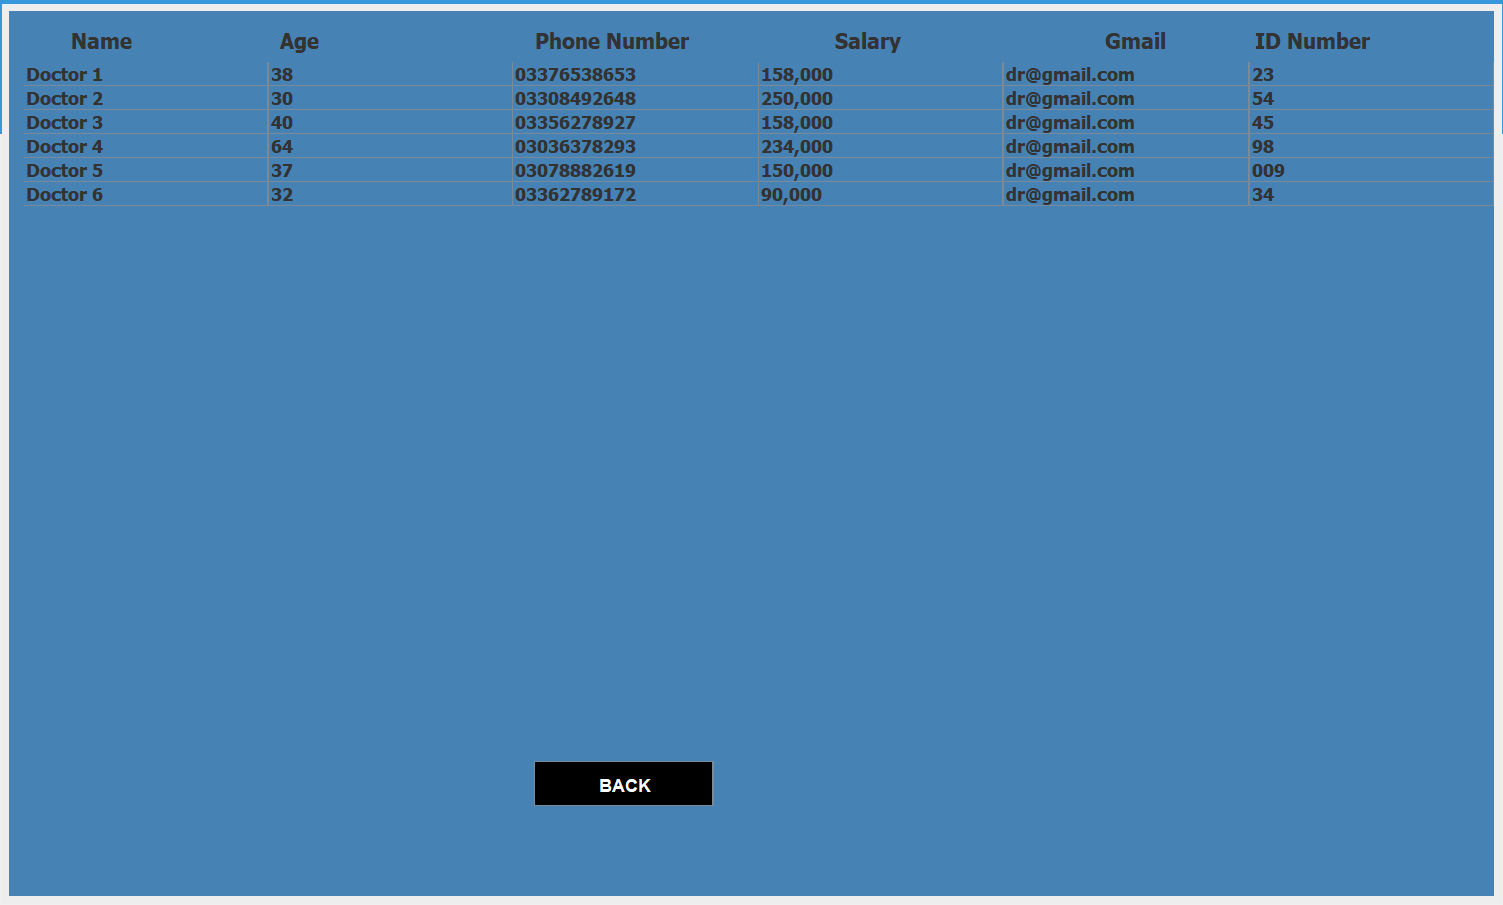 Name Age Phone Number Salary Gmail ID Number
Doctor 1 38 03376538653 158,000 dr@gmail.com 23
Doctor 2 30 03308492648 250,000 dr@gmail.com 54
Doctor 3 40 03356278927 158,000 dr@gmail.com 45
Doctor 4 64 03036378293 234,000 dr@gmail.com 98
Doctor 5 37 03078882619 150,000 dr@gmail.com 009
Doctor 6 32 03362789172 90,000 dr@gmail.com 34
BACK